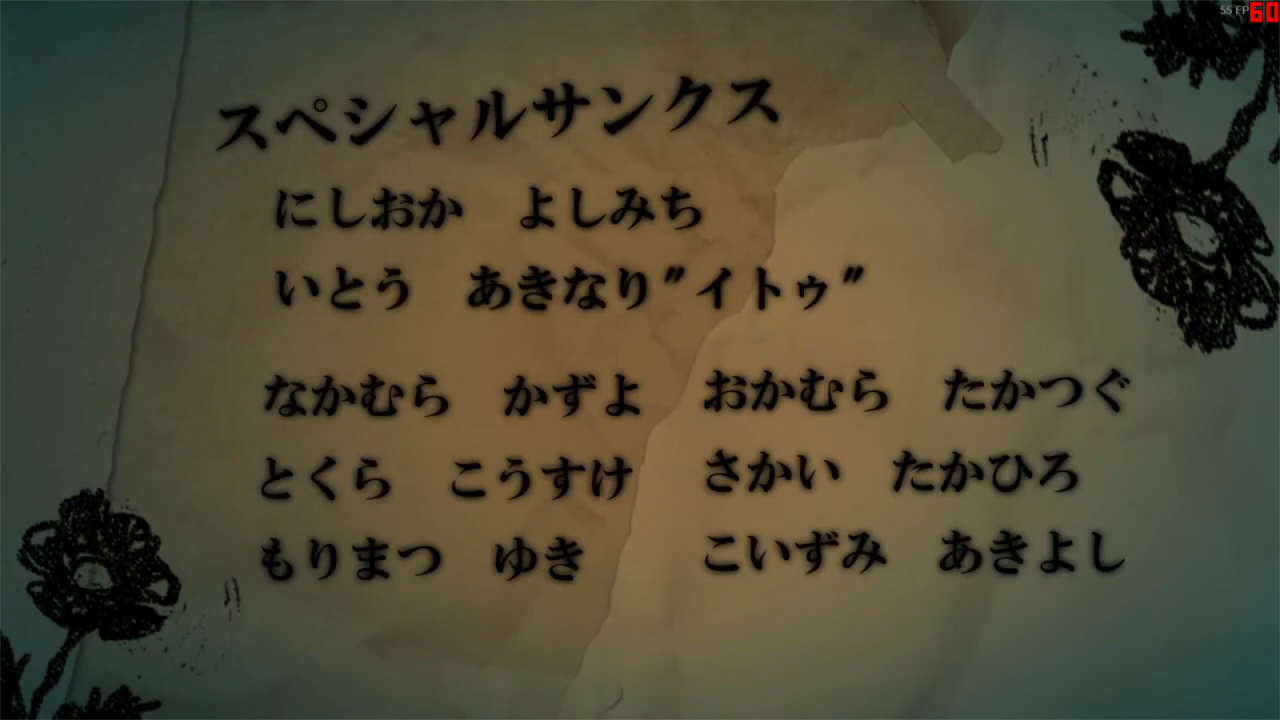 55 FP 60
スペシャルサンクス
にしおか　よしみち
いとう　あきなり"イトゥ"
なかむら　かずよ　おかむら　たかつぐ
とくら　こうすけ　さかい　たかひろ
もりまつ　ゆき　こいずみ　あきよし